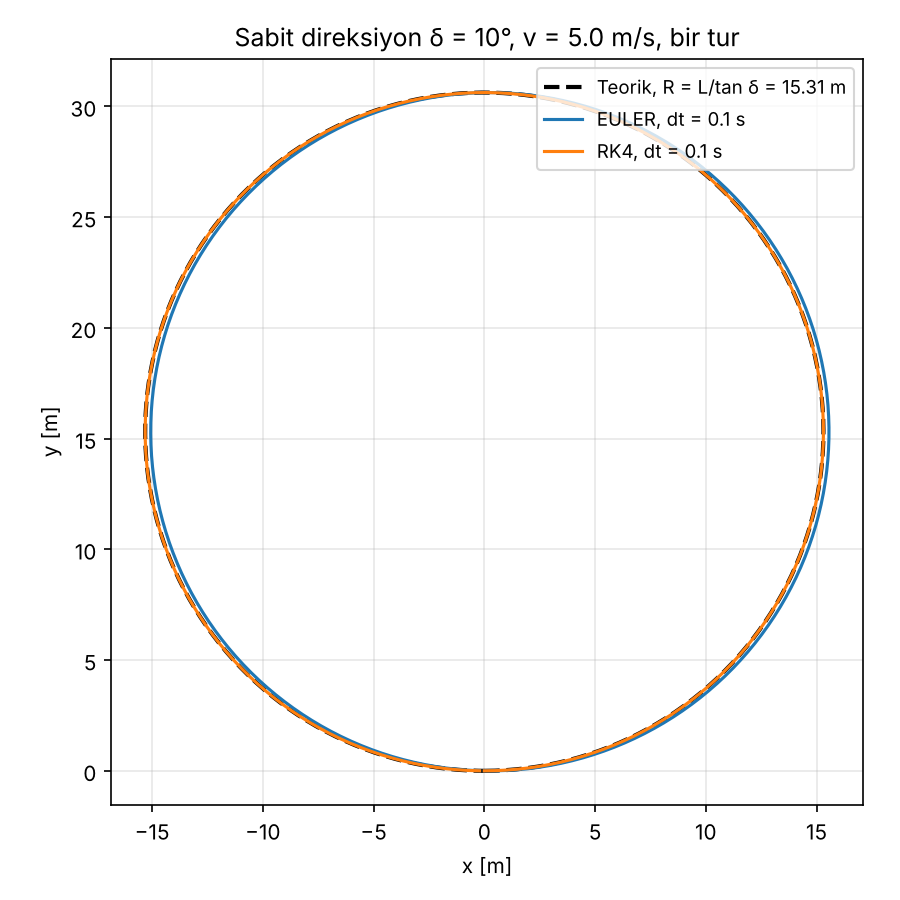 Sabit direksiyon δ = 10°, v = 5.0 m/s, bir tur
Teorik, R = L/tan δ = 15.31 m
EULER, dt = 0.1 s
RK4, dt = 0.1 s
30
25
20
15
10
5
0
y [m]
−15
−10
−5
0
5
10
15
x [m]